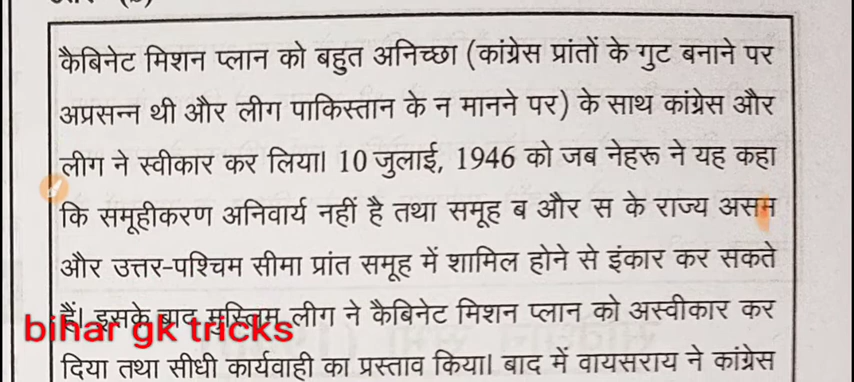 कैबिनेट मिशन प्लान को बहुत अनिच्छा (कांग्रेस प्रांतों के गुट बनाने पर
अप्रसन्न थी और लीग पाकिस्तान के न मानने पर) के साथ कांग्रेस और
लीग ने स्वीकार कर लिया। 10 जुलाई, 1946 को जब नेहरू ने यह कहा
कि समूहीकरण अनिवार्य नहीं है तथा समूह ब और स के राज्य असम
और उत्तर-पश्चिम सीमा प्रांत समूह में शामिल होने से इंकार कर सकते
हैं। इसके बाद मुस्लिम लीग ने कैबिनेट मिशन प्लान को अस्वीकार कर
bihar gk tricks
दिया तथा सीधी कार्यवाही का प्रस्ताव किया। बाद में वायसराय ने कांग्रेस